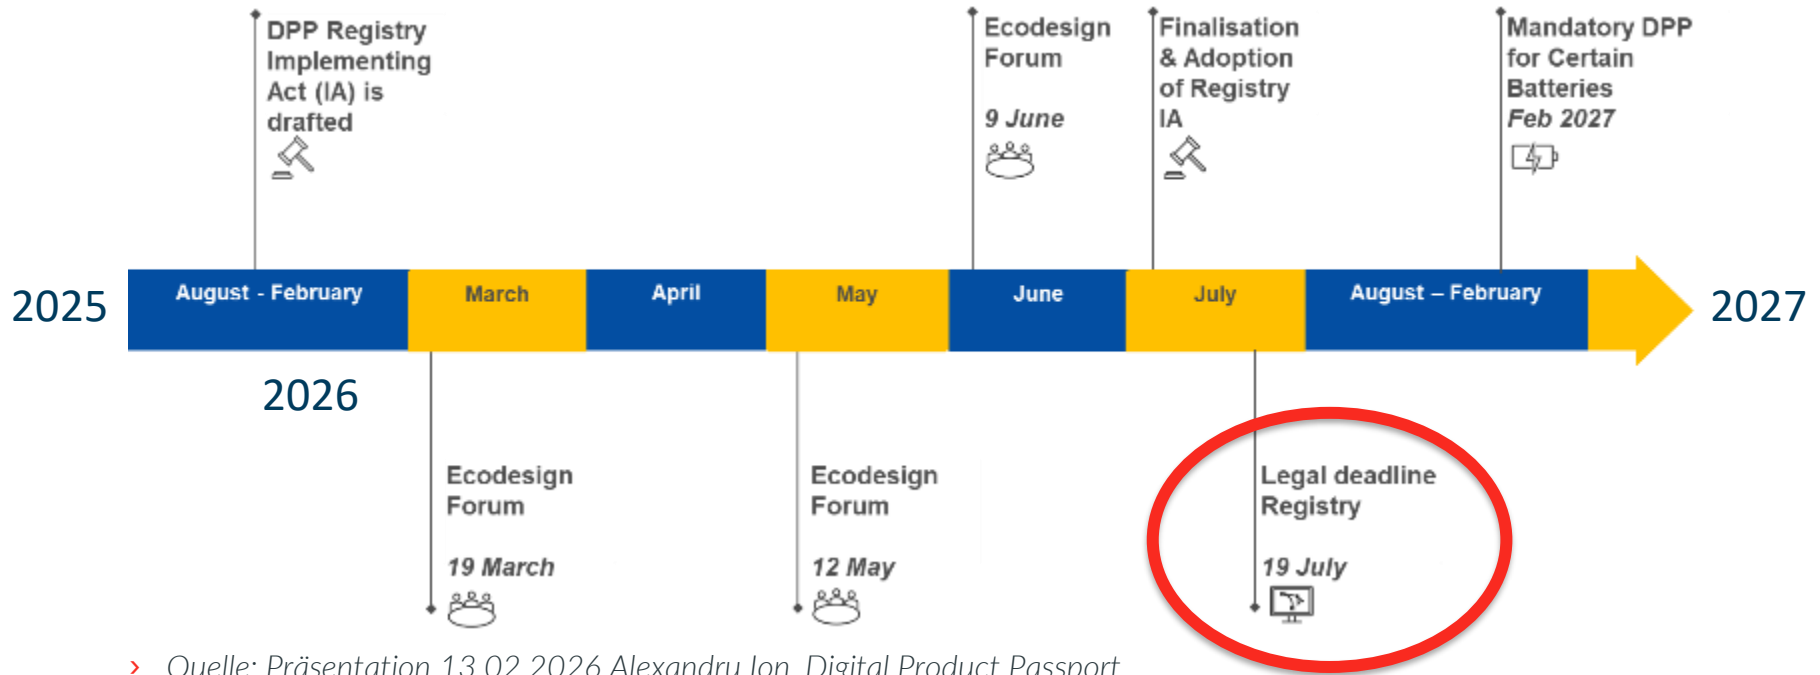 DPP Registry
Implementing
Act (IA) is
drafted
Ecodesign
Forum
9 June
Finalisation
& Adoption
of Registry
IA
Mandatory DPP
for Certain
Batteries
Feb 2027
2025
August - February
March
April
May
June
July
August – February
2027
2026
Ecodesign
Forum
19 March
Ecodesign
Forum
12 May
Legal deadline
Registry
19 July
› Quelle: Präsentation 13.02.2026 Alexandru Ion, Digital Product Passport